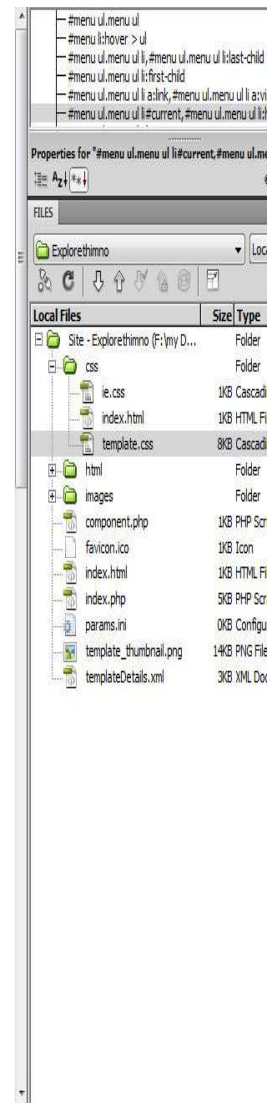 #menu ul.menu ul
#menu li:hover > ul
#menu ul.menu ul li,#menu ul.menu ul li:last-child
#menu ul.menu ul li:first-child
#menu ul.menu ul li a:link,#menu ul.menu ul li a:vi
#menu ul.menu ul li#current,#menu ul.menu ul li:h
Properties for "#menu ul.menu ul li#current,#menu ul.me
FILES
Explorethimno Loca
Local Files Size Type
Site - Explorethimno (F:\my D... Folder
css Folder
ie.css 1KB Cascadi
index.html 1KB HTML Fi
template.css 8KB Cascadi
html Folder
images Folder
component.php 1KB PHP Scr
favicon.ico 1KB Icon
index.html 1KB HTML Fi
index.php 5KB PHP Scr
params.ini 0KB Configu
template_thumbnail.png 14KB PNG File
templateDetails.xml 3KB XML Doc